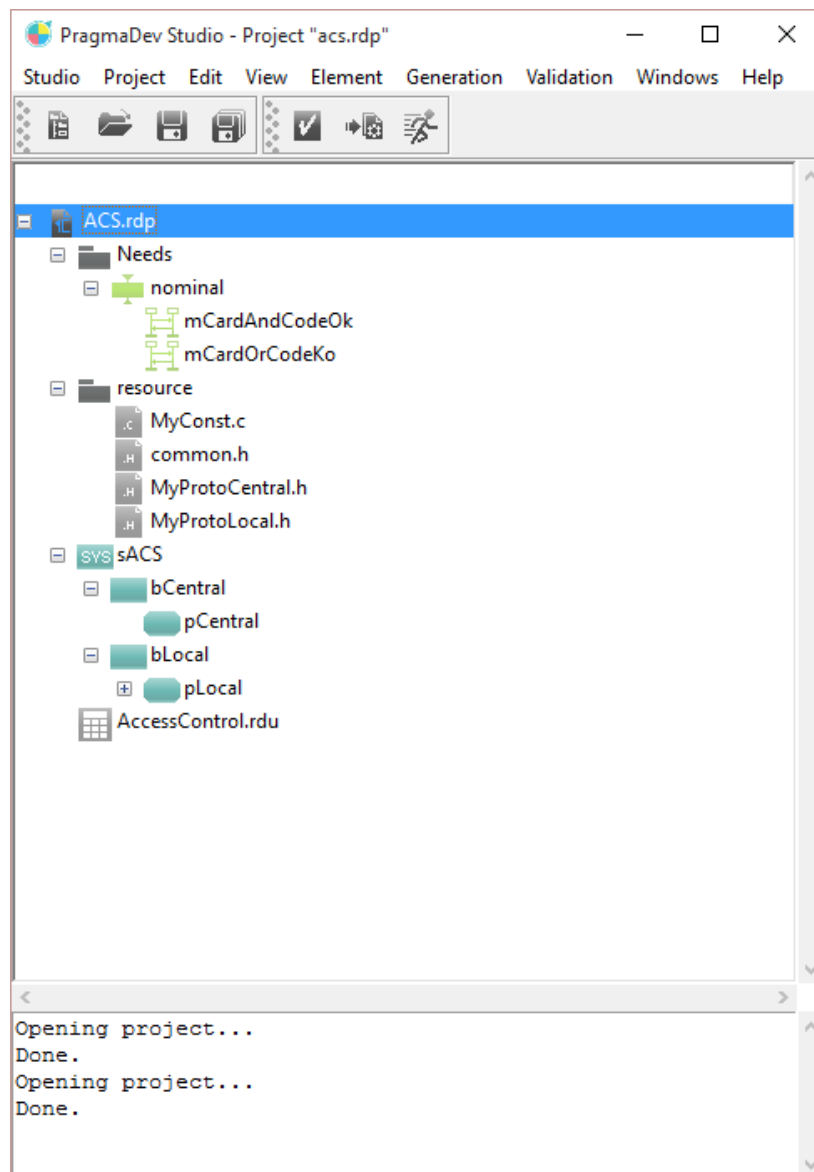 PragmaDev Studio - Project "acs.rdp"
Studio Project Edit View Element Generation Validation Windows Help
ACS.rdp
Needs
nominal
mCardAndCodeOk
mCardOrCodeKo
resource
.c MyConst.c
.H common.h
.H MyProtoCentral.h
.H MyProtoLocal.h
SYS sACS
bCentral
pCentral
bLocal
pLocal
AccessControl.rdu
Opening project...
Done.
Opening project...
Done.